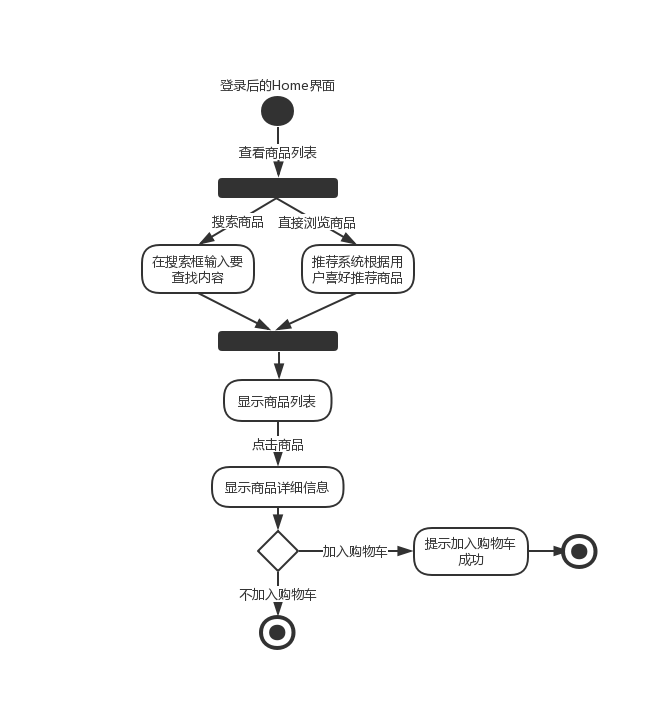 登录后的Home界面
查看商品列表
搜索商品
直接浏览商品
在搜索框输入要
查找内容
推荐系统根据用
户喜好推荐商品
显示商品列表
点击商品
显示商品详细信息
加入购物车
提示加入购物车
成功
不加入购物车